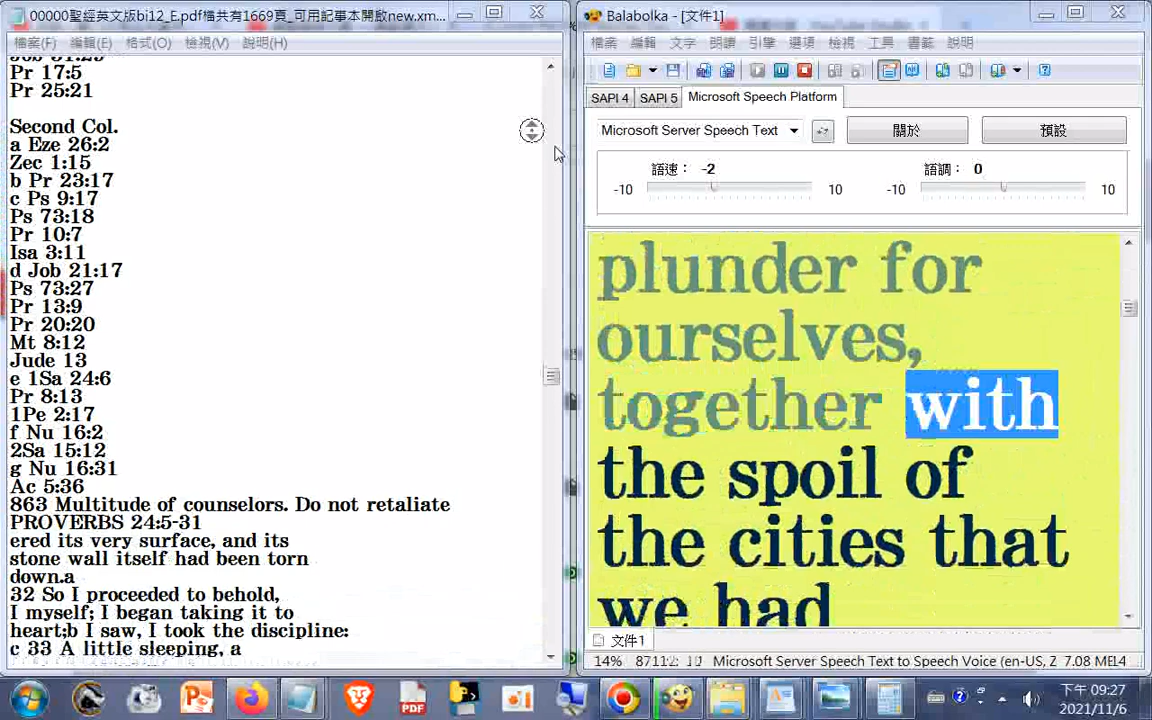 00000聖經英文版bi12_E.pdf檔共有1669頁_可用記事本開啟new.xm...
檔案(F) 編輯(E) 格式(O) 檢視(V) 說明(H)
Job 31:23
Pr 17:5
Pr 25:21
Second Col.
a Eze 26:2
Zec 1:15
b Pr 23:17
c Ps 9:17
Ps 73:18
Pr 10:7
Isa 3:11
d Job 21:17
Ps 73:27
Pr 13:9
Pr 20:20
Mt 8:12
Jude 13
e 1Sa 24:6
Pr 8:13
1Pe 2:17
f Nu 16:2
2Sa 15:12
g Nu 16:31
Ac 5:36
863 Multitude of counselors. Do not retaliate
PROVERBS 24:5-31
ered its very surface, and its
stone wall itself had been torn
down.a
32 So I proceeded to behold,
I myself; I began taking it to
heart;b I saw, I took the discipline:
c 33 A little sleeping, a
Balabolka - [文件1]
檔案 編輯 文字 朗讀 引擎 選項 檢視 工具 書籤 說明
SAPI 4 SAPI 5 Microsoft Speech Platform
Microsoft Server Speech Text 關於 預設
語速： -2 語調： 0
-10 10 -10 10
plunder for
ourselves,
together with
the spoil of
the cities that
we had
文件1
14% Microsoft Server Speech Text to Speech Voice (en-US, Z
下午 09:27
2021/11/6